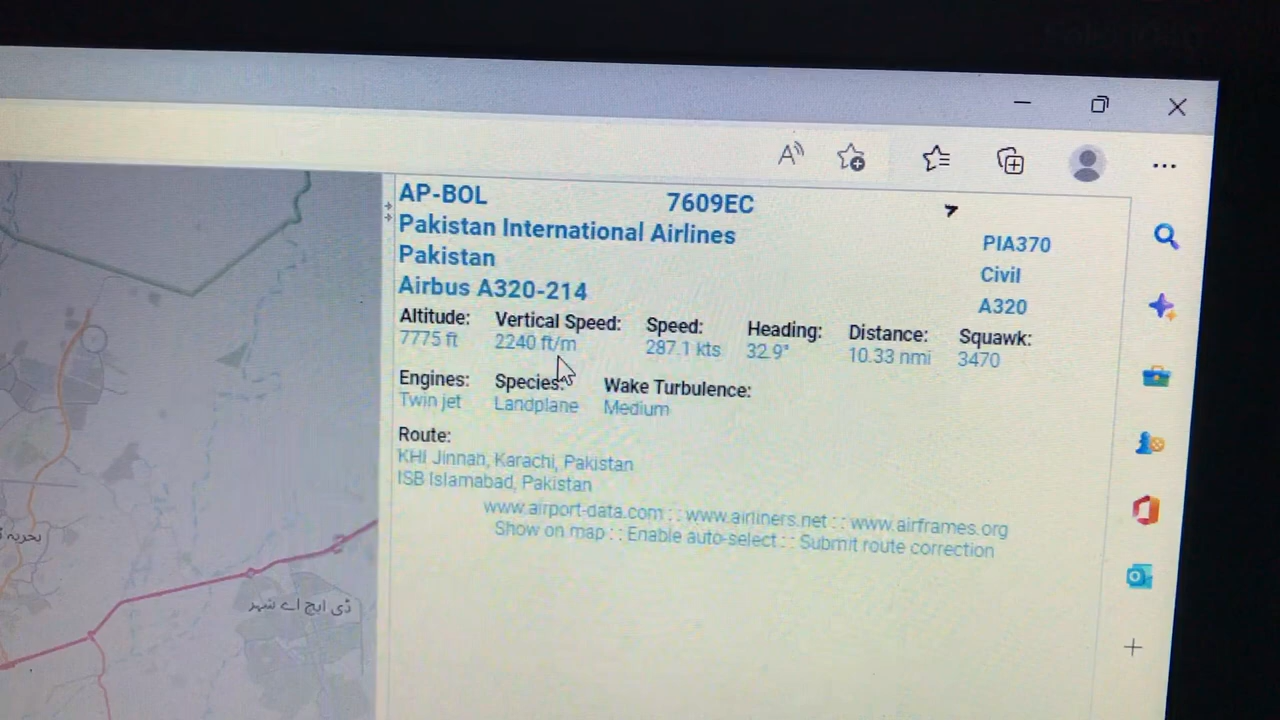 AP-BOL 7609EC
Pakistan International Airlines PIA370
Pakistan Civil
Airbus A320-214 A320
Altitude: Vertical Speed: Speed: Heading: Distance: Squawk:
7775 ft 2240 ft/m 287.1 kts 32.9° 10.33 nmi 3470
Engines: Species: Wake Turbulence:
Twin jet Landplane Medium
Route:
KHI Jinnah, Karachi, Pakistan
ISB Islamabad, Pakistan
www.airport-data.com : : www.airliners.net : : www.airframes.org
Show on map : : Enable auto-select : : Submit route correction
بحریہ
ڈی ایچ اے شہر